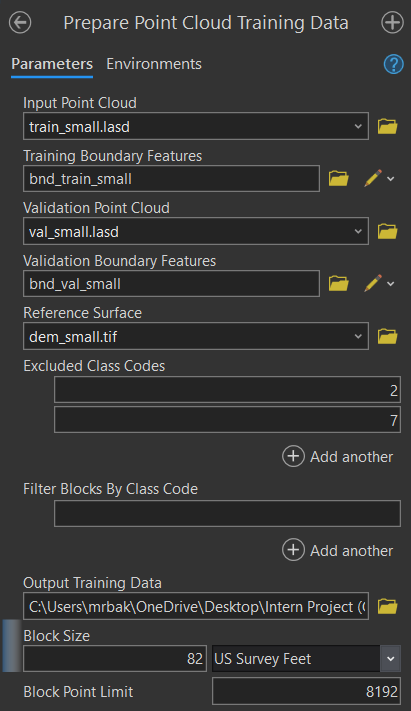 Prepare Point Cloud Training Data
Parameters Environments
Input Point Cloud
train_small.lasd
Training Boundary Features
bnd_train_small
Validation Point Cloud
val_small.lasd
Validation Boundary Features
bnd_val_small
Reference Surface
dem_small.tif
Excluded Class Codes
2
7
Add another
Filter Blocks By Class Code
Add another
Output Training Data
C:\Users\mrbak\OneDrive\Desktop\Intern Project (
Block Size
82 US Survey Feet
Block Point Limit 8192